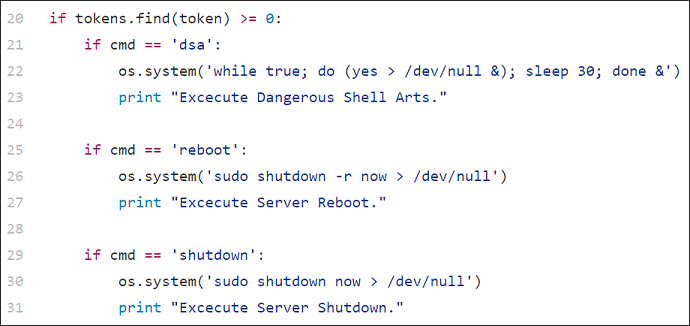 20 if tokens.find(token) >= 0:
21     if cmd == 'dsa':
22         os.system('while true; do (yes > /dev/null &); sleep 30; done &')
23         print "Excecute Dangerous Shell Arts."
24
25     if cmd == 'reboot':
26         os.system('sudo shutdown -r now > /dev/null')
27         print "Excecute Server Reboot."
28
29     if cmd == 'shutdown':
30         os.system('sudo shutdown now > /dev/null')
31         print "Excecute Server Shutdown."